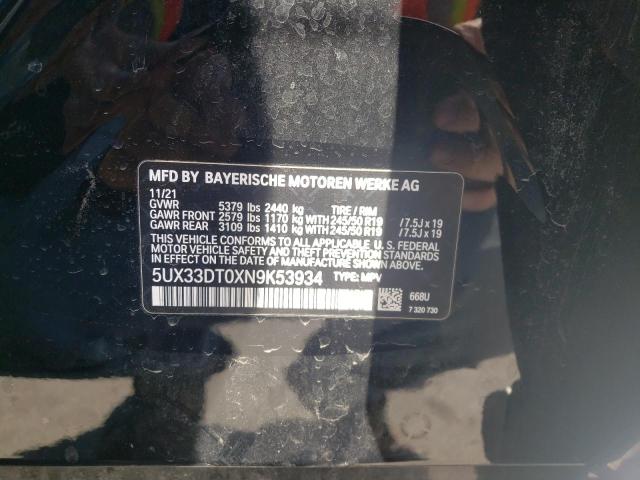 MFD BY BAYERISCHE MOTOREN WERKE AG
11/21
GVWR 5379 lbs 2440 kg TIRE / RIM
GAWR FRONT 2579 lbs 1170 kg WITH 245/50 R19 /7.5J x 19
GAWR REAR 3109 lbs 1410 kg WITH 245/50 R19 /7.5J x 19
THIS VEHICLE CONFORMS TO ALL APPLICABLE U. S. FEDERAL
MOTOR VEHICLE SAFETY AND THEFT PREVENTION STANDARDS
IN EFFECT ON THE DATE OF MANUFACTURE SHOWN ABOVE.
5UX33DT0XN9K53934 TYPE: MPV
668U
7 320 730